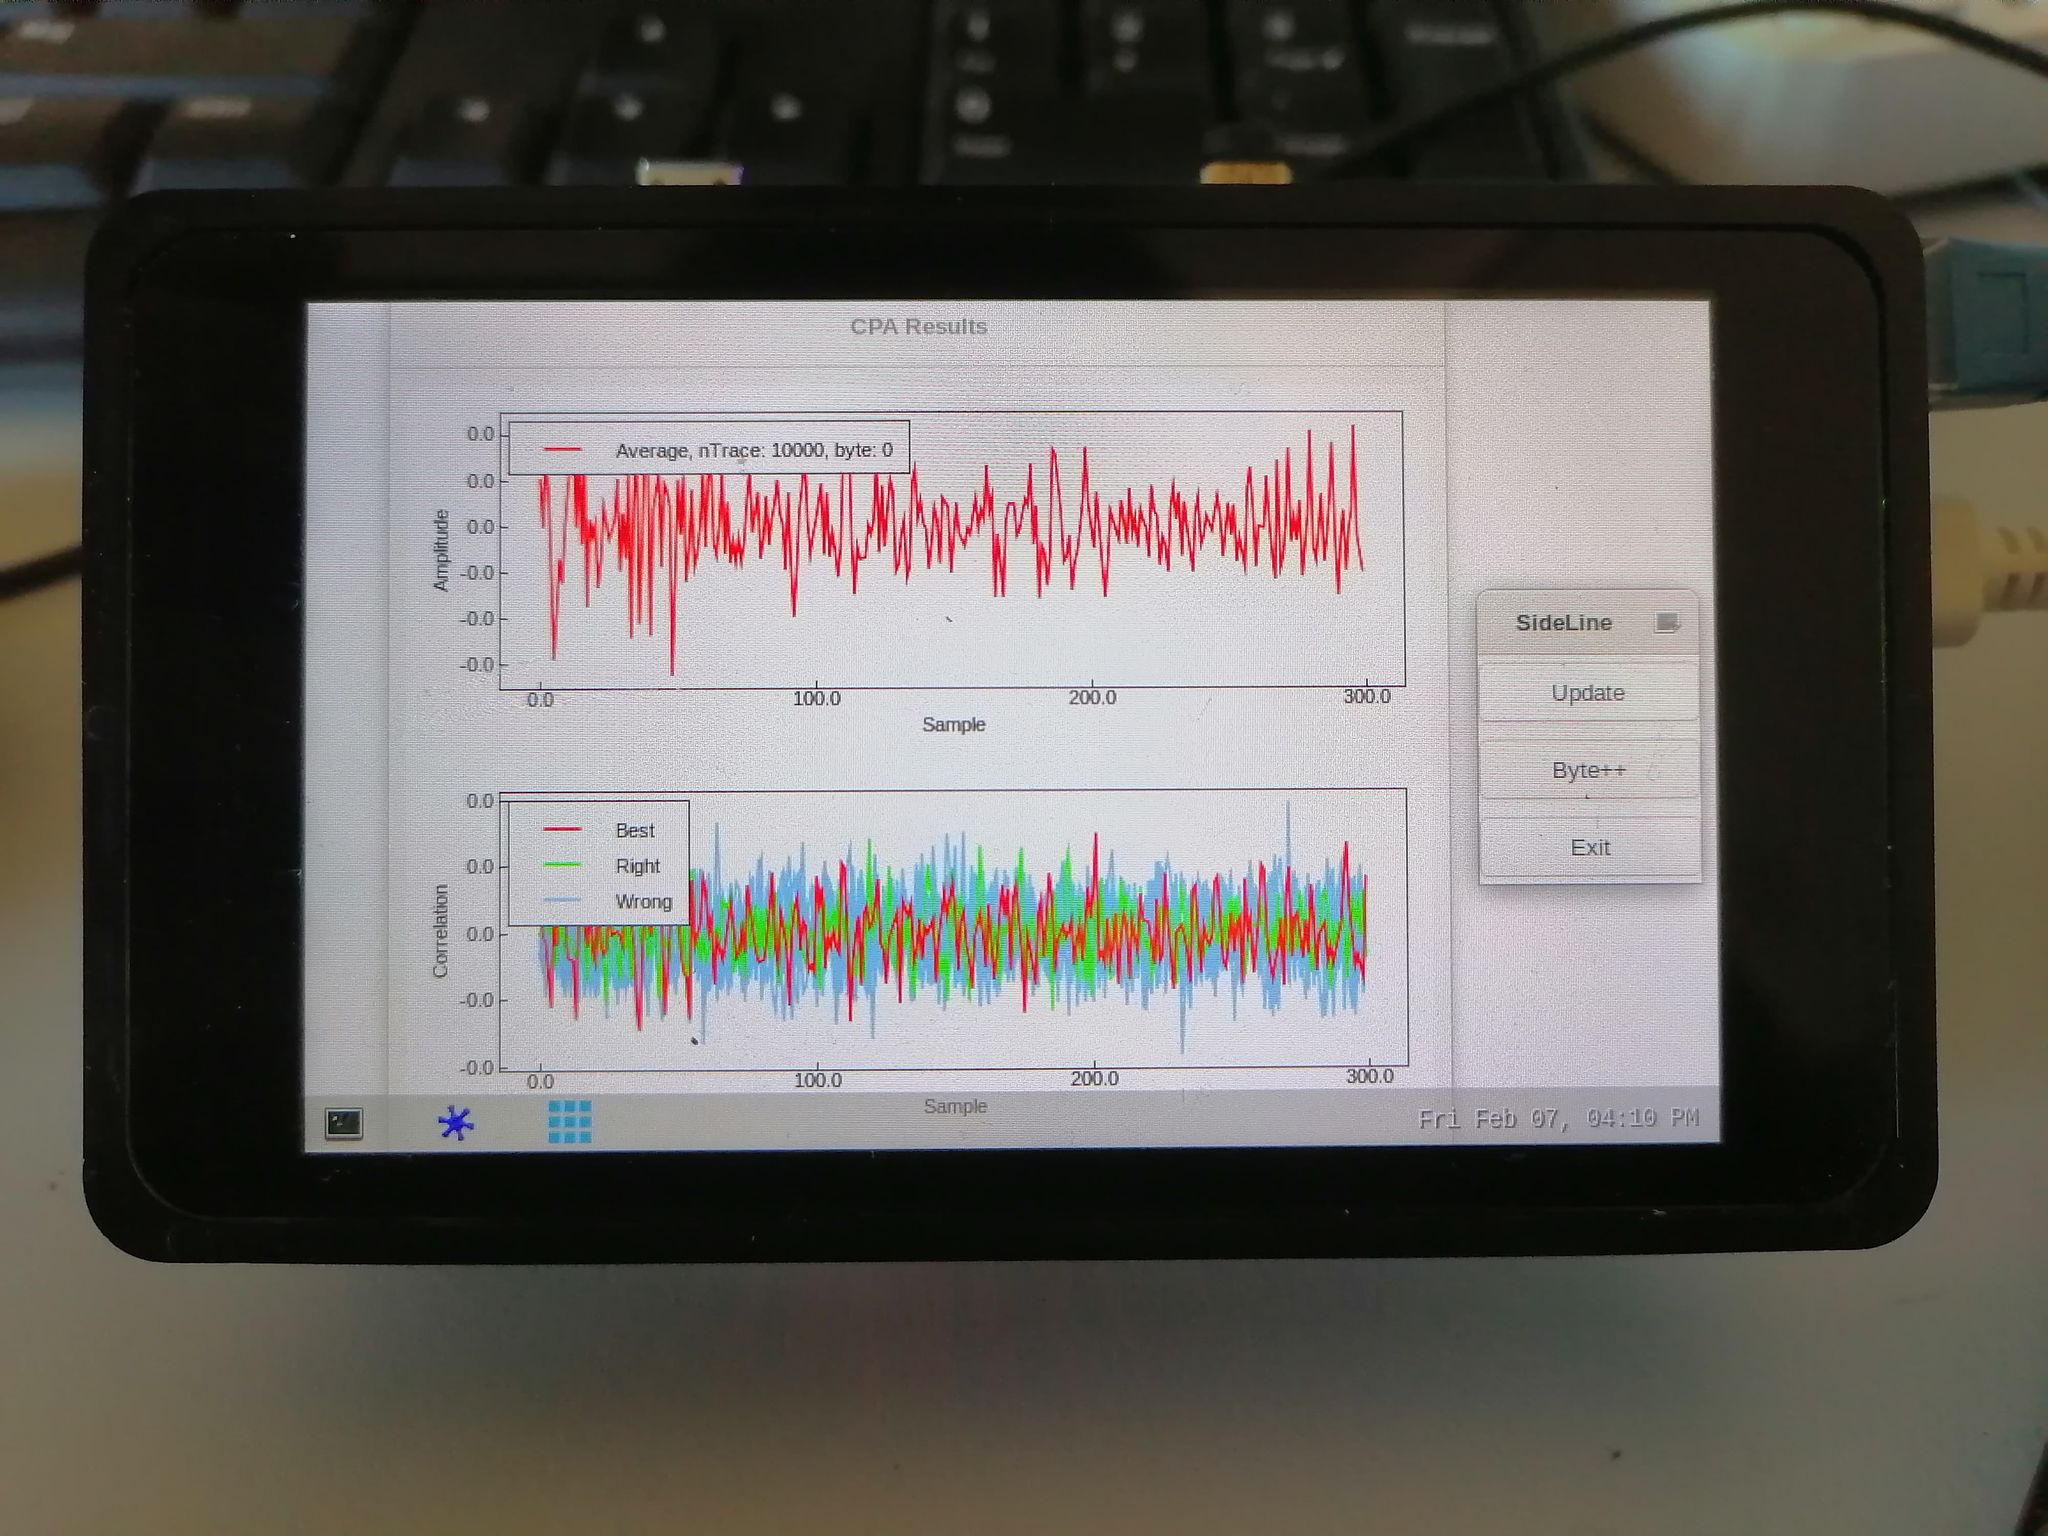 CPA Results
Average, nTrace: 10000, byte: 0
0.0
0.0
0.0
-0.0
-0.0
-0.0
Amplitude
0.0 100.0 200.0 300.0
Sample
Best
Right
Wrong
0.0
0.0
0.0
-0.0
-0.0
Correlation
0.0 100.0 200.0 300.0
Sample
SideLine
Update
Byte++
Exit
Fri Feb 07, 04:10 PM